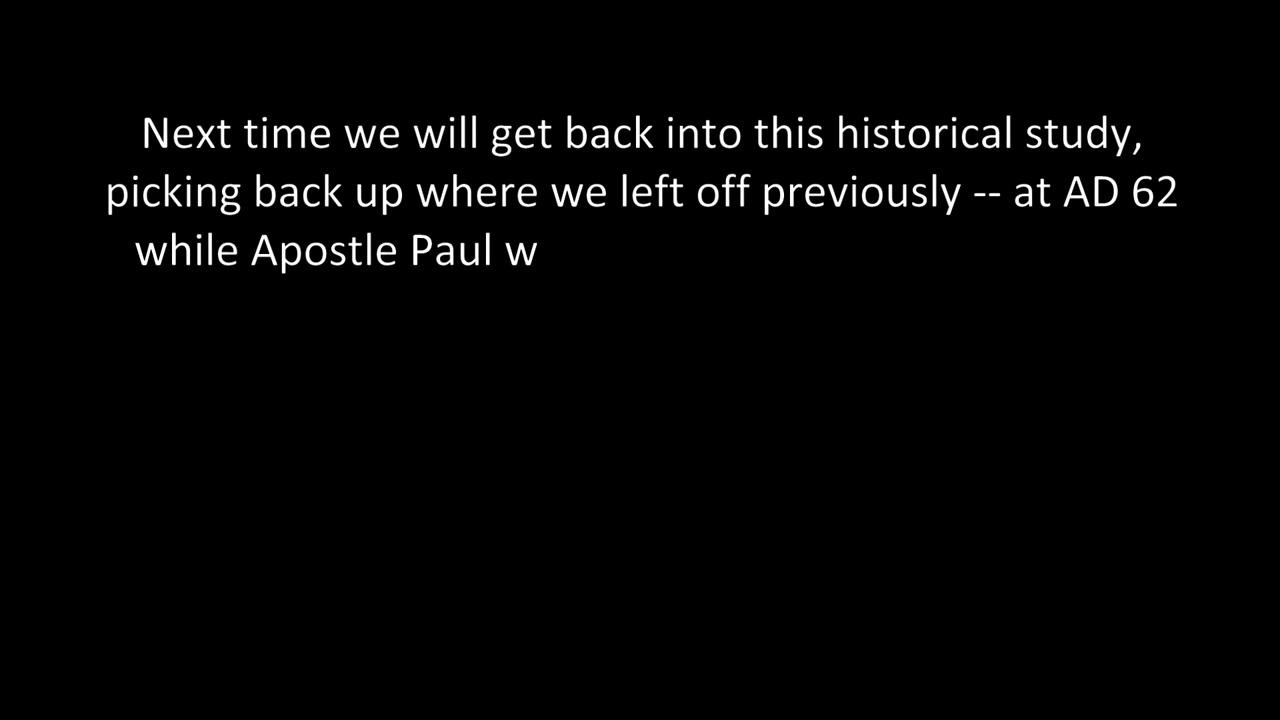 Next time we will get back into this historical study,
picking back up where we left off previously -- at AD 62
while Apostle Paul w